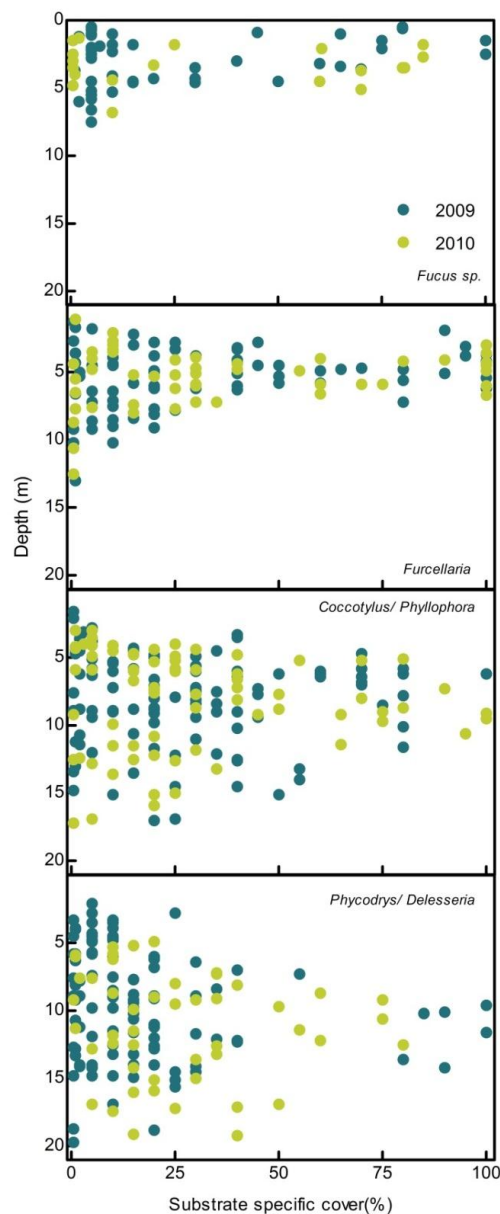 0
5
10
15
20
2009
2010
Fucus sp.
5
10
15
20
Furcellaria
Coccotylus/ Phyllophora
5
10
15
20
Phycodrys/ Delesseria
5
10
15
20
0 25 50 75 100
Depth (m)
Substrate specific cover(%)